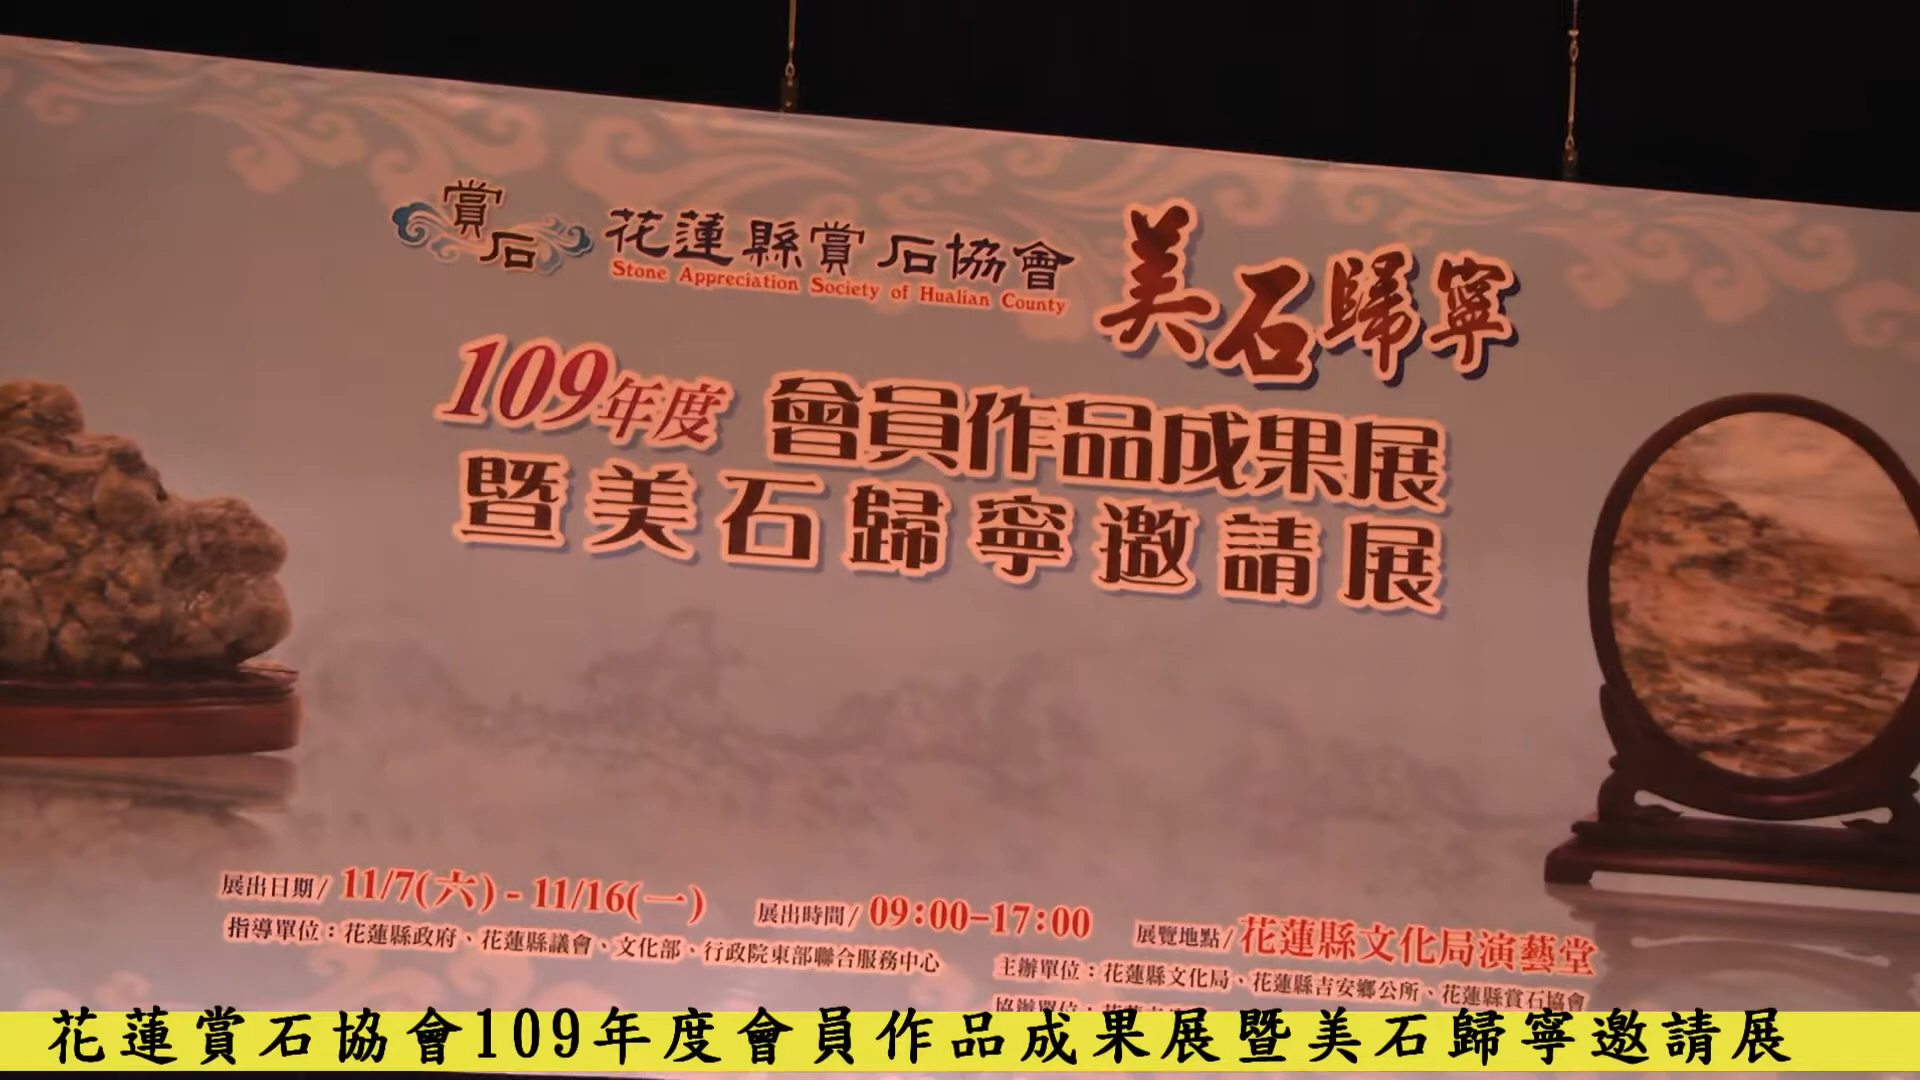 賞石
花蓮縣賞石協會
Stone Appreciation Society of Hualian County
美石歸寧
109年度 會員作品成果展
暨美石歸寧邀請展
展出日期/ 11/7(六) - 11/16(一) 展出時間/ 09:00-17:00 展覽地點/ 花蓮縣文化局演藝堂
指導單位：花蓮縣政府、花蓮縣議會、文化部、行政院東部聯合服務中心
主辦單位：花蓮縣文化局、花蓮縣吉安鄉公所、花蓮縣賞石協會
協辦單位：
花蓮賞石協會109年度會員作品成果展暨美石歸寧邀請展